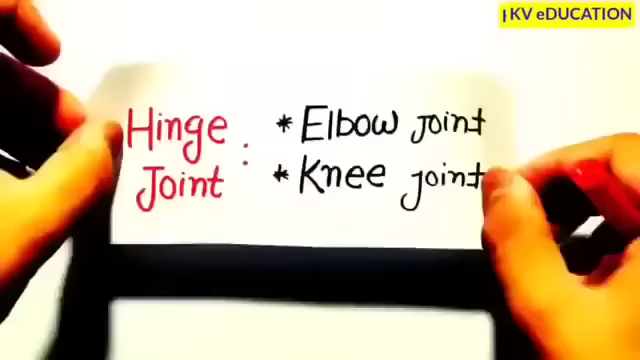 KV eDUCATION
Hinge Joint :
* Elbow joint
* Knee joint